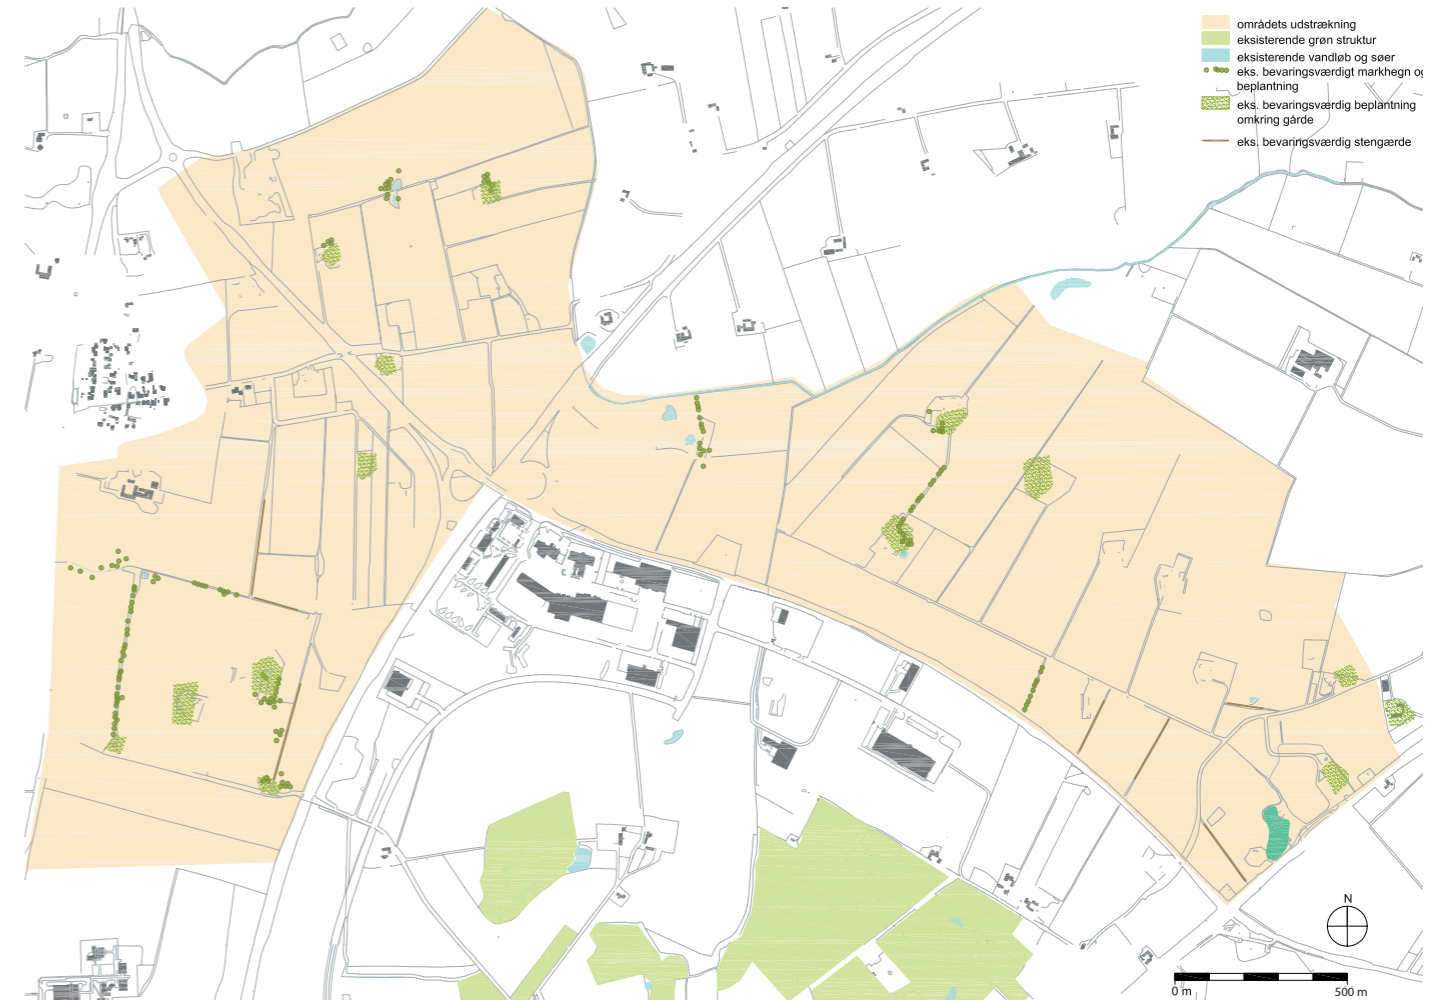 områdets udstrækning
eksisterende grøn struktur
eksisterende vandløb og søer
eks. bevaringsværdigt markhegn og
beplantning
eks. bevaringsværdig beplantning
omkring gårde
eks. bevaringsværdig stengærde
N
0 m
500 m